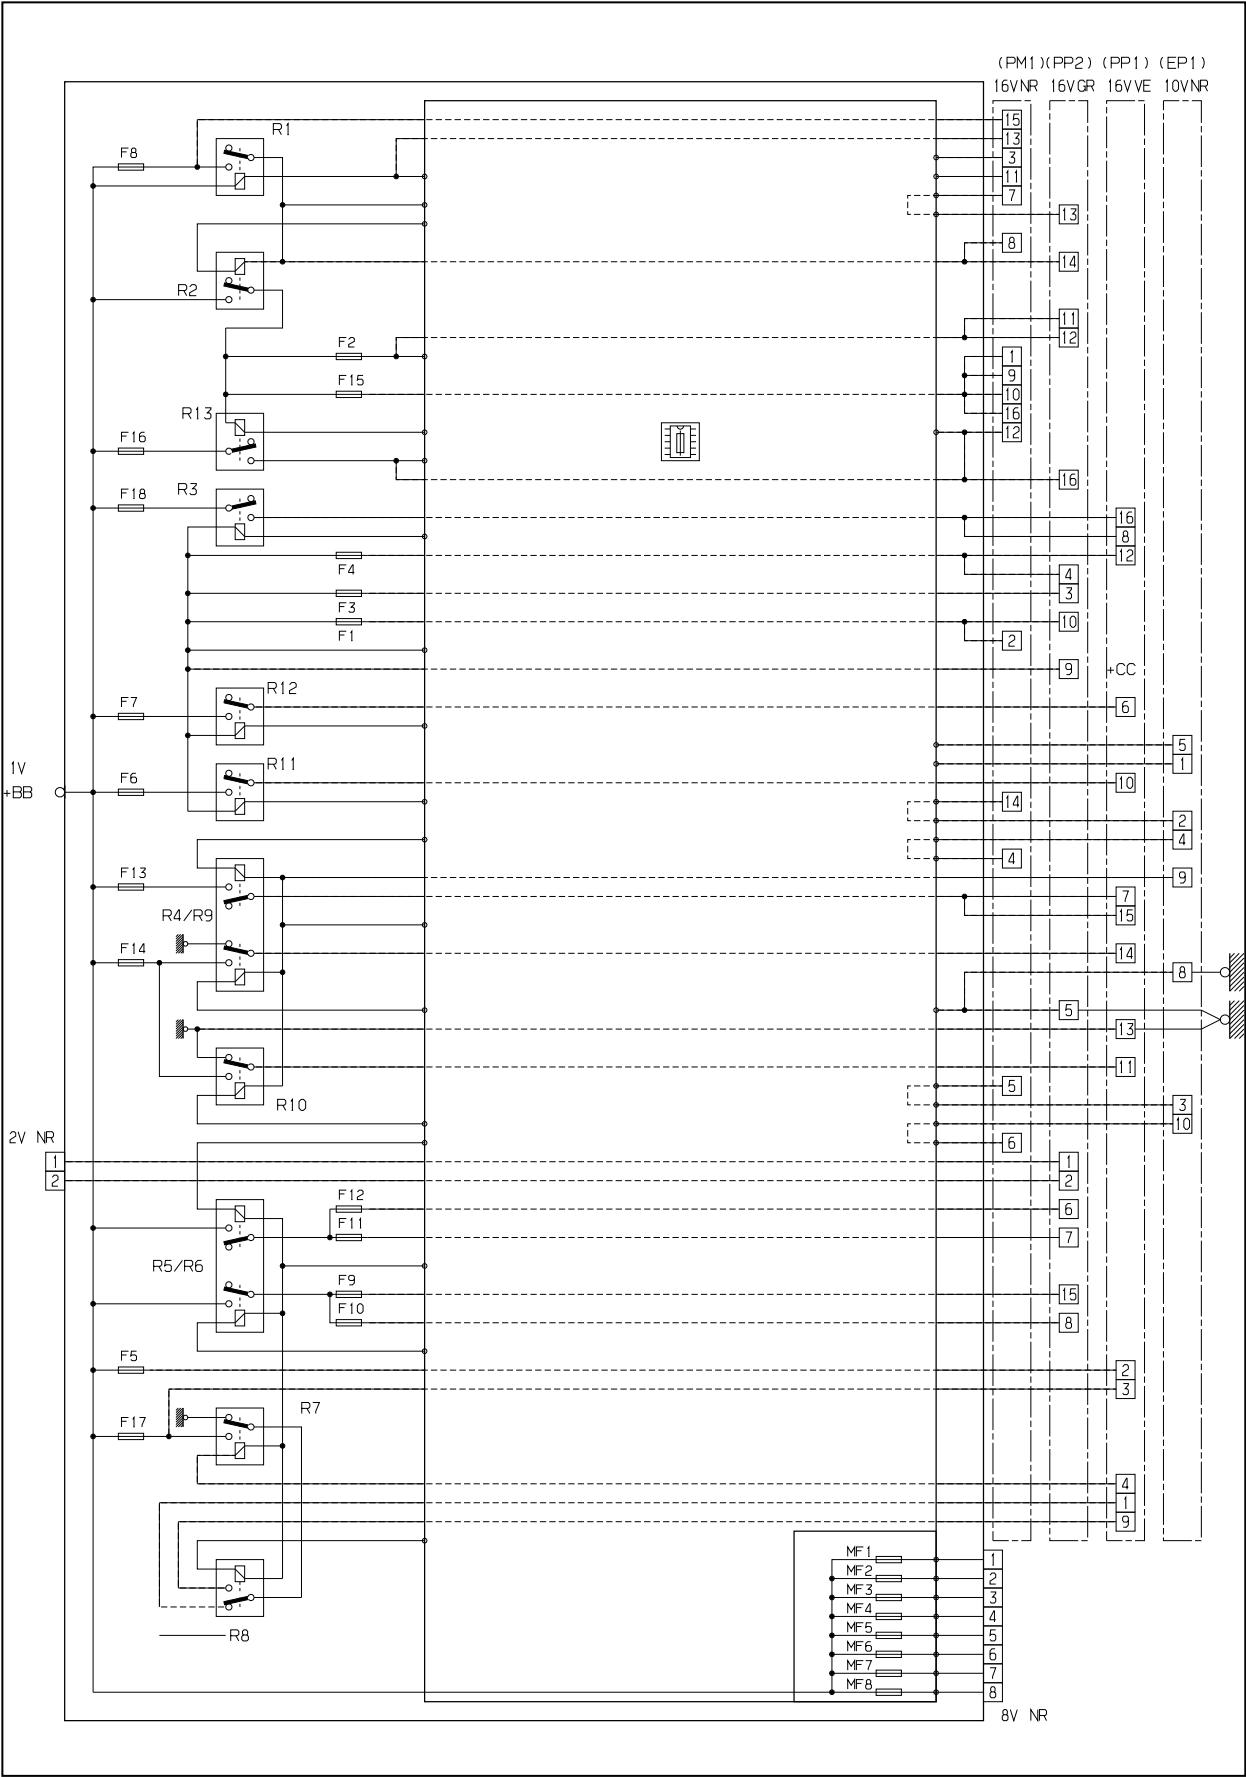 (PM1)(PP2) (PP1) (EP1)
16VNR 16VGR 16VVE 10VNR
15
R1
13
F8
3
11
7
13
8
14
R2
11
F2
12
1
9
F15
10
R13
16
12
F16
16
R3
F18
16
8
12
F4
4
3
F3
10
F1
2
9 +CC
R12
F7
6
5
R11
1
1V
F6
10
+BB
14
2
4
4
F13
9
7
R4/R9
15
F14
14
8
5
13
11
5
R10
3
10
2V NR
6
1
1
2
2
F12
6
F11
7
R5/R6
F9
15
F10
8
F5
2
3
R7
F17
4
1
9
MF1
1
MF2
2
MF3
3
MF4
4
R8
MF5
5
MF6
6
MF7
7
MF8
8
8V NR